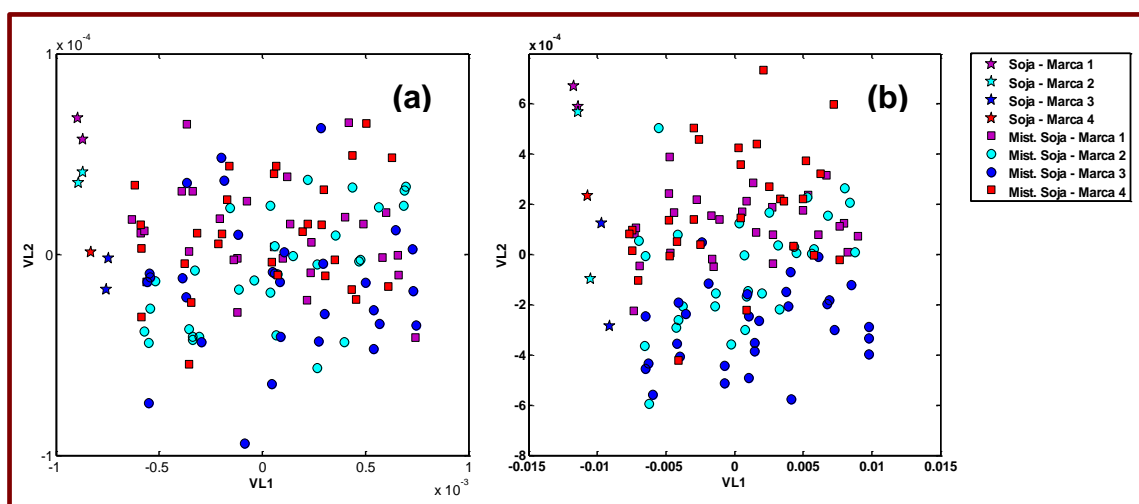 x 10⁻⁴
1
0
-1
VL2
-1
-0.5
0
0.5
1
VL1
x 10⁻³
(a)
x10⁻⁴
8
6
4
2
0
-2
-4
-6
-8
VL2
-0.015
-0.01
-0.005
0
0.005
0.01
0.015
VL1
(b)
Soja - Marca 1
Soja - Marca 2
Soja - Marca 3
Soja - Marca 4
Mist. Soja - Marca 1
Mist. Soja - Marca 2
Mist. Soja - Marca 3
Mist. Soja - Marca 4